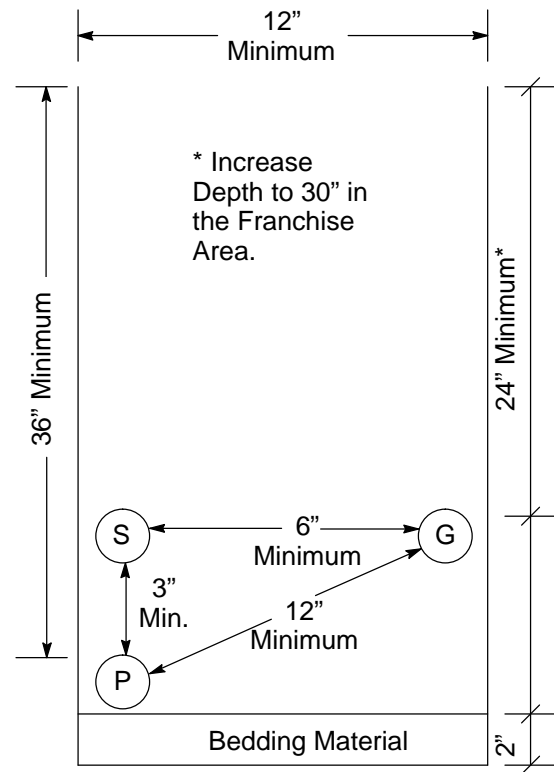 12”
Minimum
* Increase
Depth to 30” in
the Franchise
Area.
36” Minimum
24” Minimum*
S
6”
Minimum
G
3”
Min.
12”
Minimum
P
Bedding Material
2”